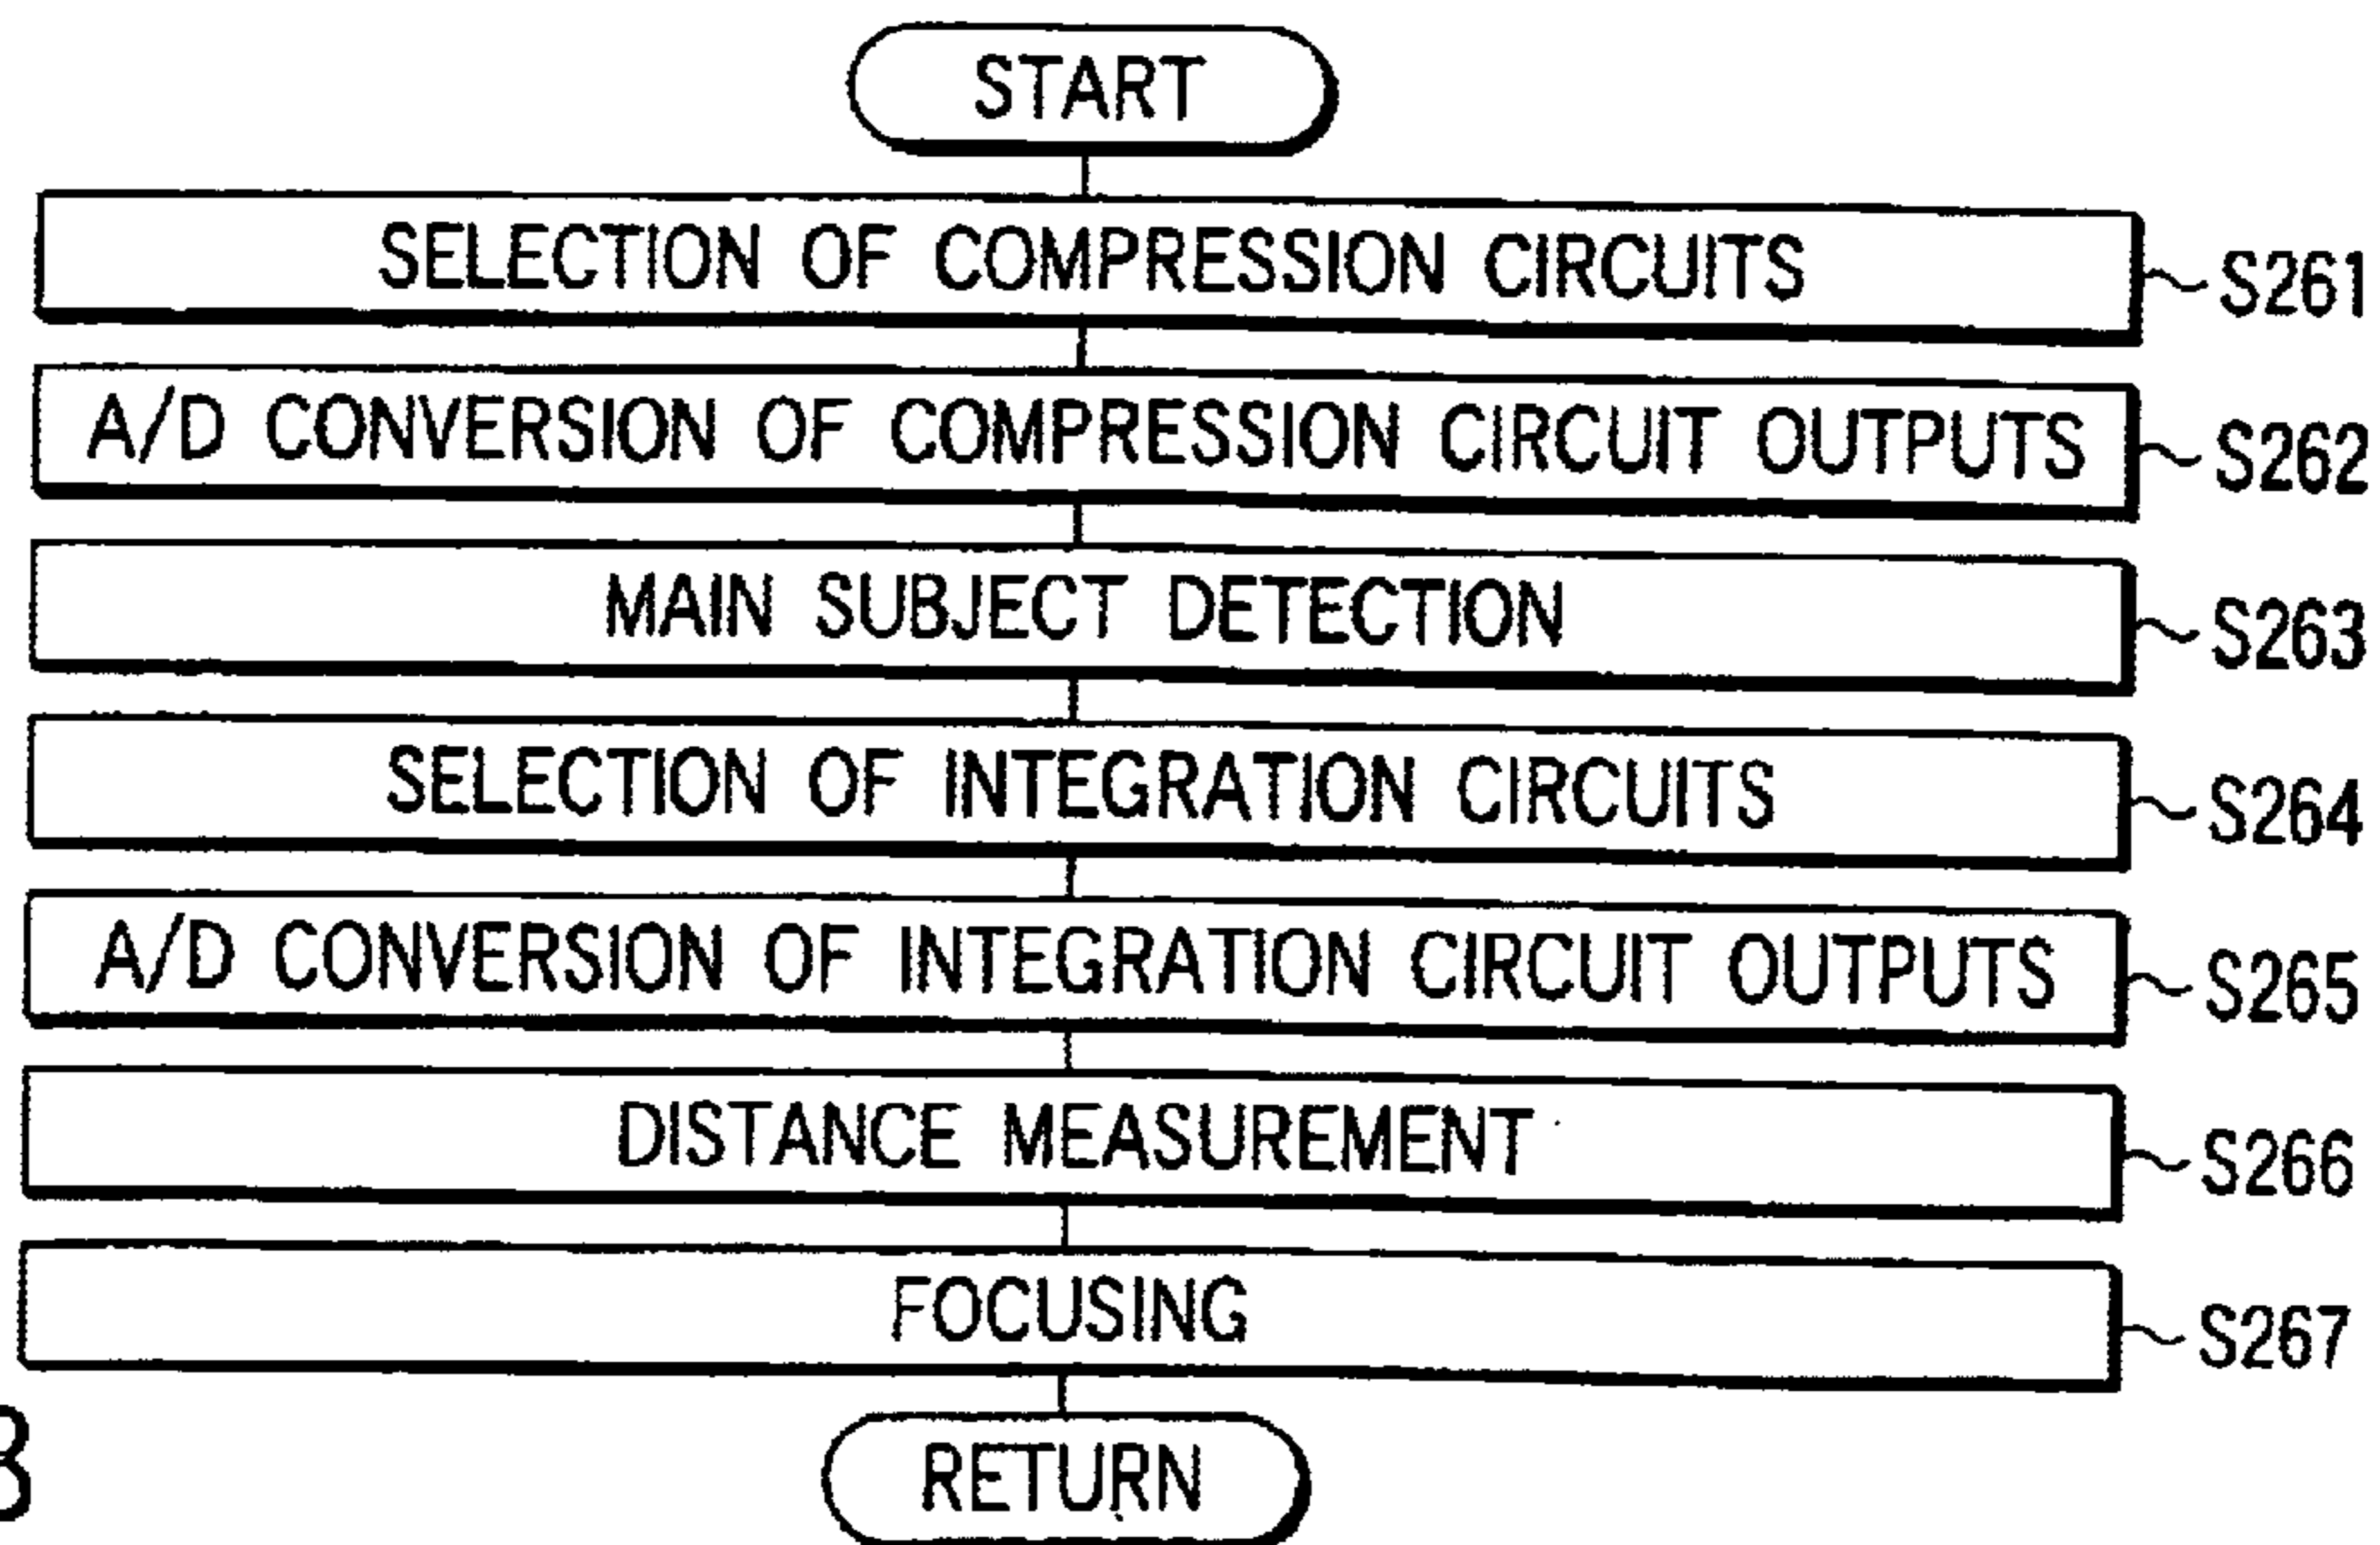 START
SELECTION OF COMPRESSION CIRCUITS S261
A/D CONVERSION OF COMPRESSION CIRCUIT OUTPUTS S262
MAIN SUBJECT DETECTION S263
SELECTION OF INTEGRATION CIRCUITS S264
A/D CONVERSION OF INTEGRATION CIRCUIT OUTPUTS S265
DISTANCE MEASUREMENT S266
FOCUSING S267
RETURN